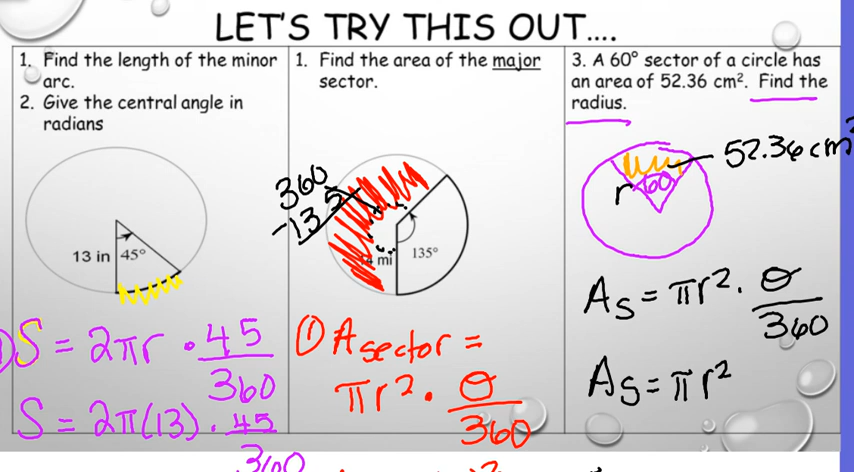 LET'S TRY THIS OUT....
1. Find the length of the minor
arc.
2. Give the central angle in
radians
13 in
45°
S = 2πr · 45/360
S = 2π(13) · 45/360
1. Find the area of the major
sector.
360
-135
mi
135°
① A sector =
πr² · θ/360
3. A 60° sector of a circle has
an area of 52.36 cm². Find the
radius.
52.36 cm²
r
60
As = πr² · θ/360
As = πr²